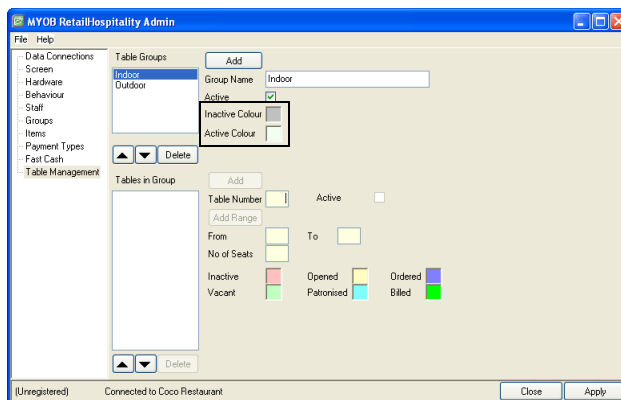 MYOB RetailHospitality Admin
File Help
Data Connections
Screen
Hardware
Behaviour
Staff
Groups
Items
Payment Types
Fast Cash
Table Management
Table Groups
Indoor
Outdoor
Add
Group Name Indoor
Active
Inactive Colour
Active Colour
Delete
Tables in Group
Add
Table Number Active
Add Range
From To
No of Seats
Inactive Opened Ordered
Vacant Patronised Billed
Delete
(Unregistered) Connected to Coco Restaurant Close Apply